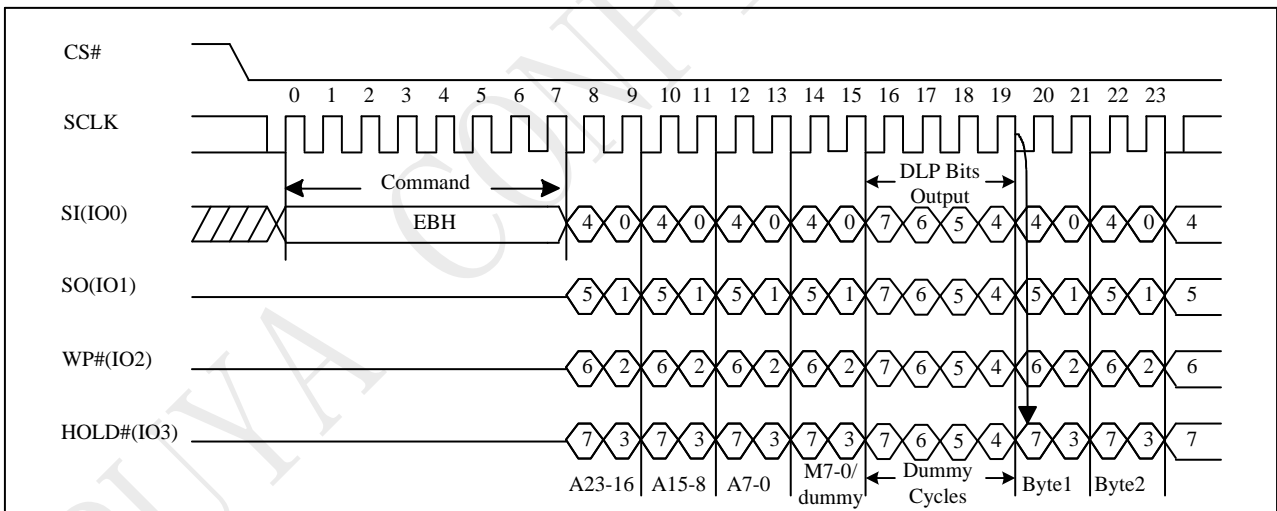 PUYA CONF
CS#
0 1 2 3 4 5 6 7 8 9 10 11 12 13 14 15 16 17 18 19 20 21 22 23
SCLK
Command
DLP Bits
Output
SI(IO0) EBH 4 0 4 0 4 0 4 0 7 6 5 4 4 0 4 0 4
SO(IO1) 5 1 5 1 5 1 5 1 7 6 5 4 5 1 5 1 5
WP#(IO2) 6 2 6 2 6 2 6 2 7 6 5 4 6 2 6 2 6
HOLD#(IO3) 7 3 7 3 7 3 7 3 7 6 5 4 7 3 7 3 7
A23-16 A15-8 A7-0 M7-0/
dummy
Dummy
Cycles
Byte1 Byte2